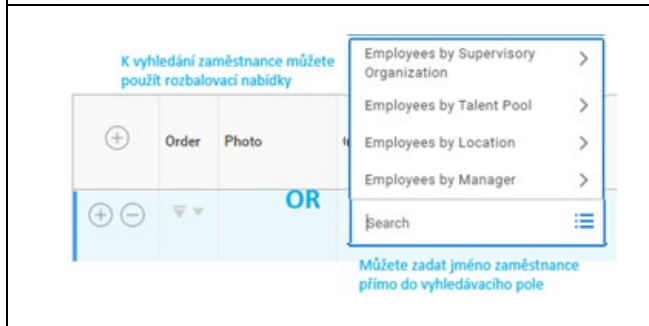 K vyhledání zaměstnance můžete
použít rozbalovací nabídky
Employees by Supervisory
Organization
Employees by Talent Pool
Order
Photo
Employees by Location
Employees by Manager
OR
Search
Můžete zadat jméno zaměstnance
přímo do vyhledávacího pole